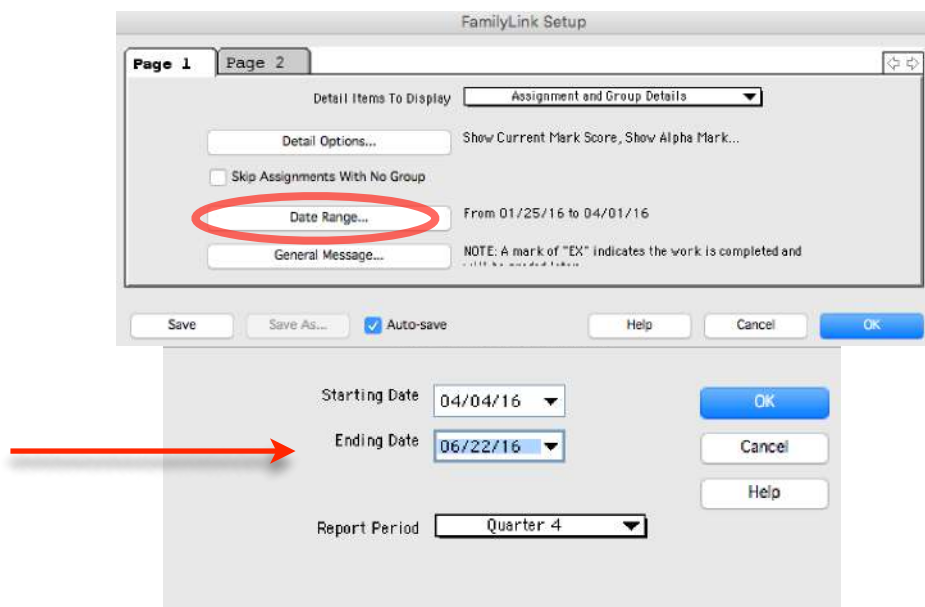 FamilyLink Setup
Page 1 Page 2
Detail Items To Display Assignment and Group Details
Detail Options... Show Current Mark Score, Show Alpha Mark...
Skip Assignments With No Group
Date Range... From 01/25/16 to 04/01/16
General Message... NOTE: A mark of "EX" indicates the work is completed and
Save Save As... Auto-save Help Cancel OK
Starting Date 04/04/16 OK
Ending Date 06/22/16 Cancel
Help
Report Period Quarter 4